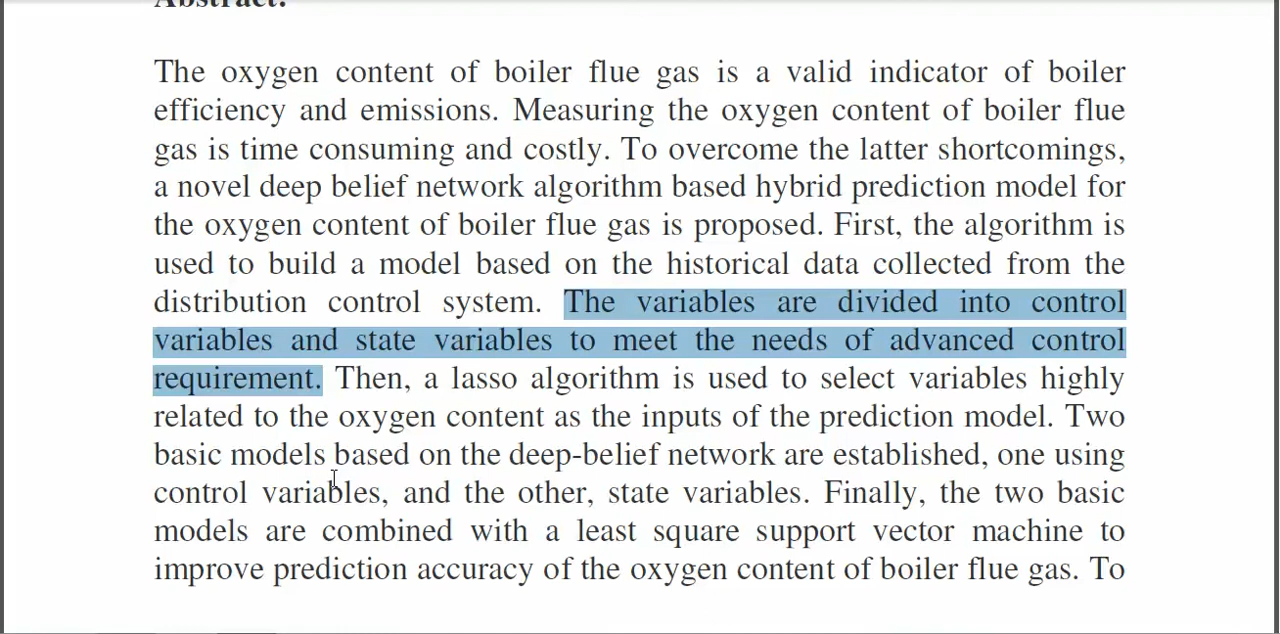 Abstract:
The oxygen content of boiler flue gas is a valid indicator of boiler
efficiency and emissions. Measuring the oxygen content of boiler flue
gas is time consuming and costly. To overcome the latter shortcomings,
a novel deep belief network algorithm based hybrid prediction model for
the oxygen content of boiler flue gas is proposed. First, the algorithm is
used to build a model based on the historical data collected from the
distribution control system. The variables are divided into control
variables and state variables to meet the needs of advanced control
requirement. Then, a lasso algorithm is used to select variables highly
related to the oxygen content as the inputs of the prediction model. Two
basic models based on the deep-belief network are established, one using
control variables, and the other, state variables. Finally, the two basic
models are combined with a least square support vector machine to
improve prediction accuracy of the oxygen content of boiler flue gas. To